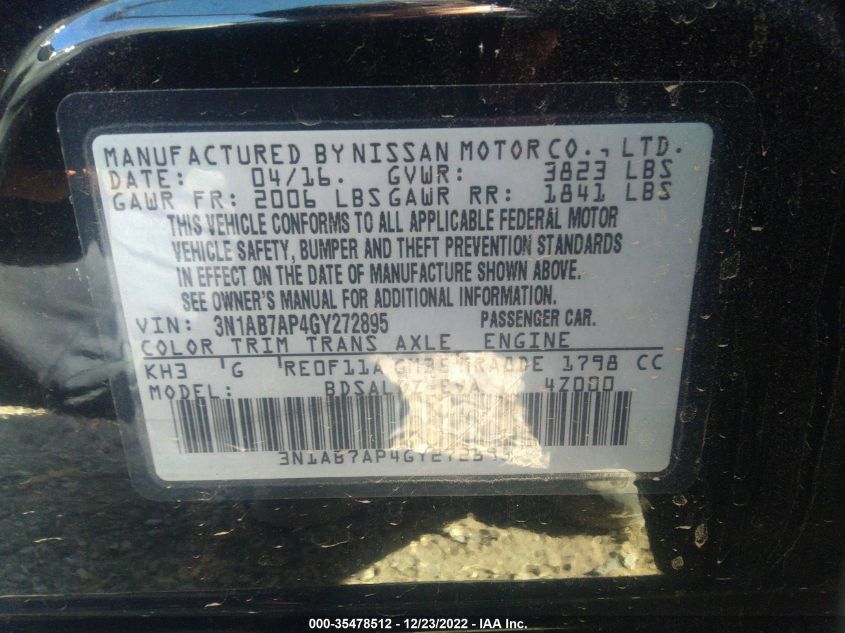 MANUFACTURED BY NISSAN MOTOR CO., LTD.
DATE: 04/16. GVWR: 3823 LBS
GAWR FR: 2006 LBS GAWR RR: 1841 LBS
THIS VEHICLE CONFORMS TO ALL APPLICABLE FEDERAL MOTOR
VEHICLE SAFETY, BUMPER AND THEFT PREVENTION STANDARDS
IN EFFECT ON THE DATE OF MANUFACTURE SHOWN ABOVE.
SEE OWNER'S MANUAL FOR ADDITIONAL INFORMATION.
VIN: 3N1AB7AP4GY272895 PASSENGER CAR.
COLOR TRIM TRANS AXLE ENGINE
KH3 'G 'RE0F11A 1798 CC
MODEL: 4Z000
3N1AB7AP4GY272895
000-35478512 - 12/23/2022 - IAA Inc.